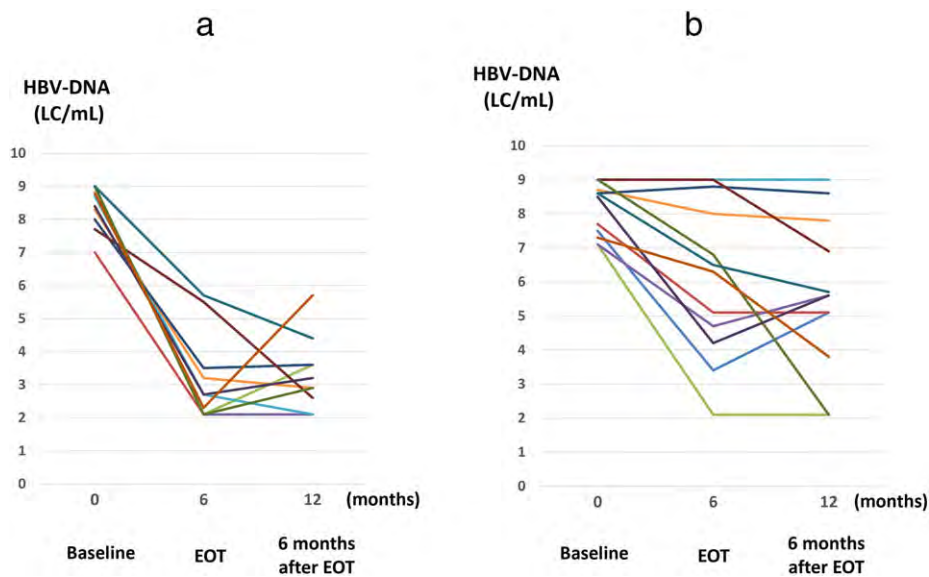 a
HBV-DNA
(LC/mL)
10
9
8
7
6
5
4
3
2
1
0
0 6 12 (months)
Baseline EOT 6 months
after EOT
b
HBV-DNA
(LC/mL)
10
9
8
7
6
5
4
3
2
1
0
0 6 12 (months)
Baseline EOT 6 months
after EOT